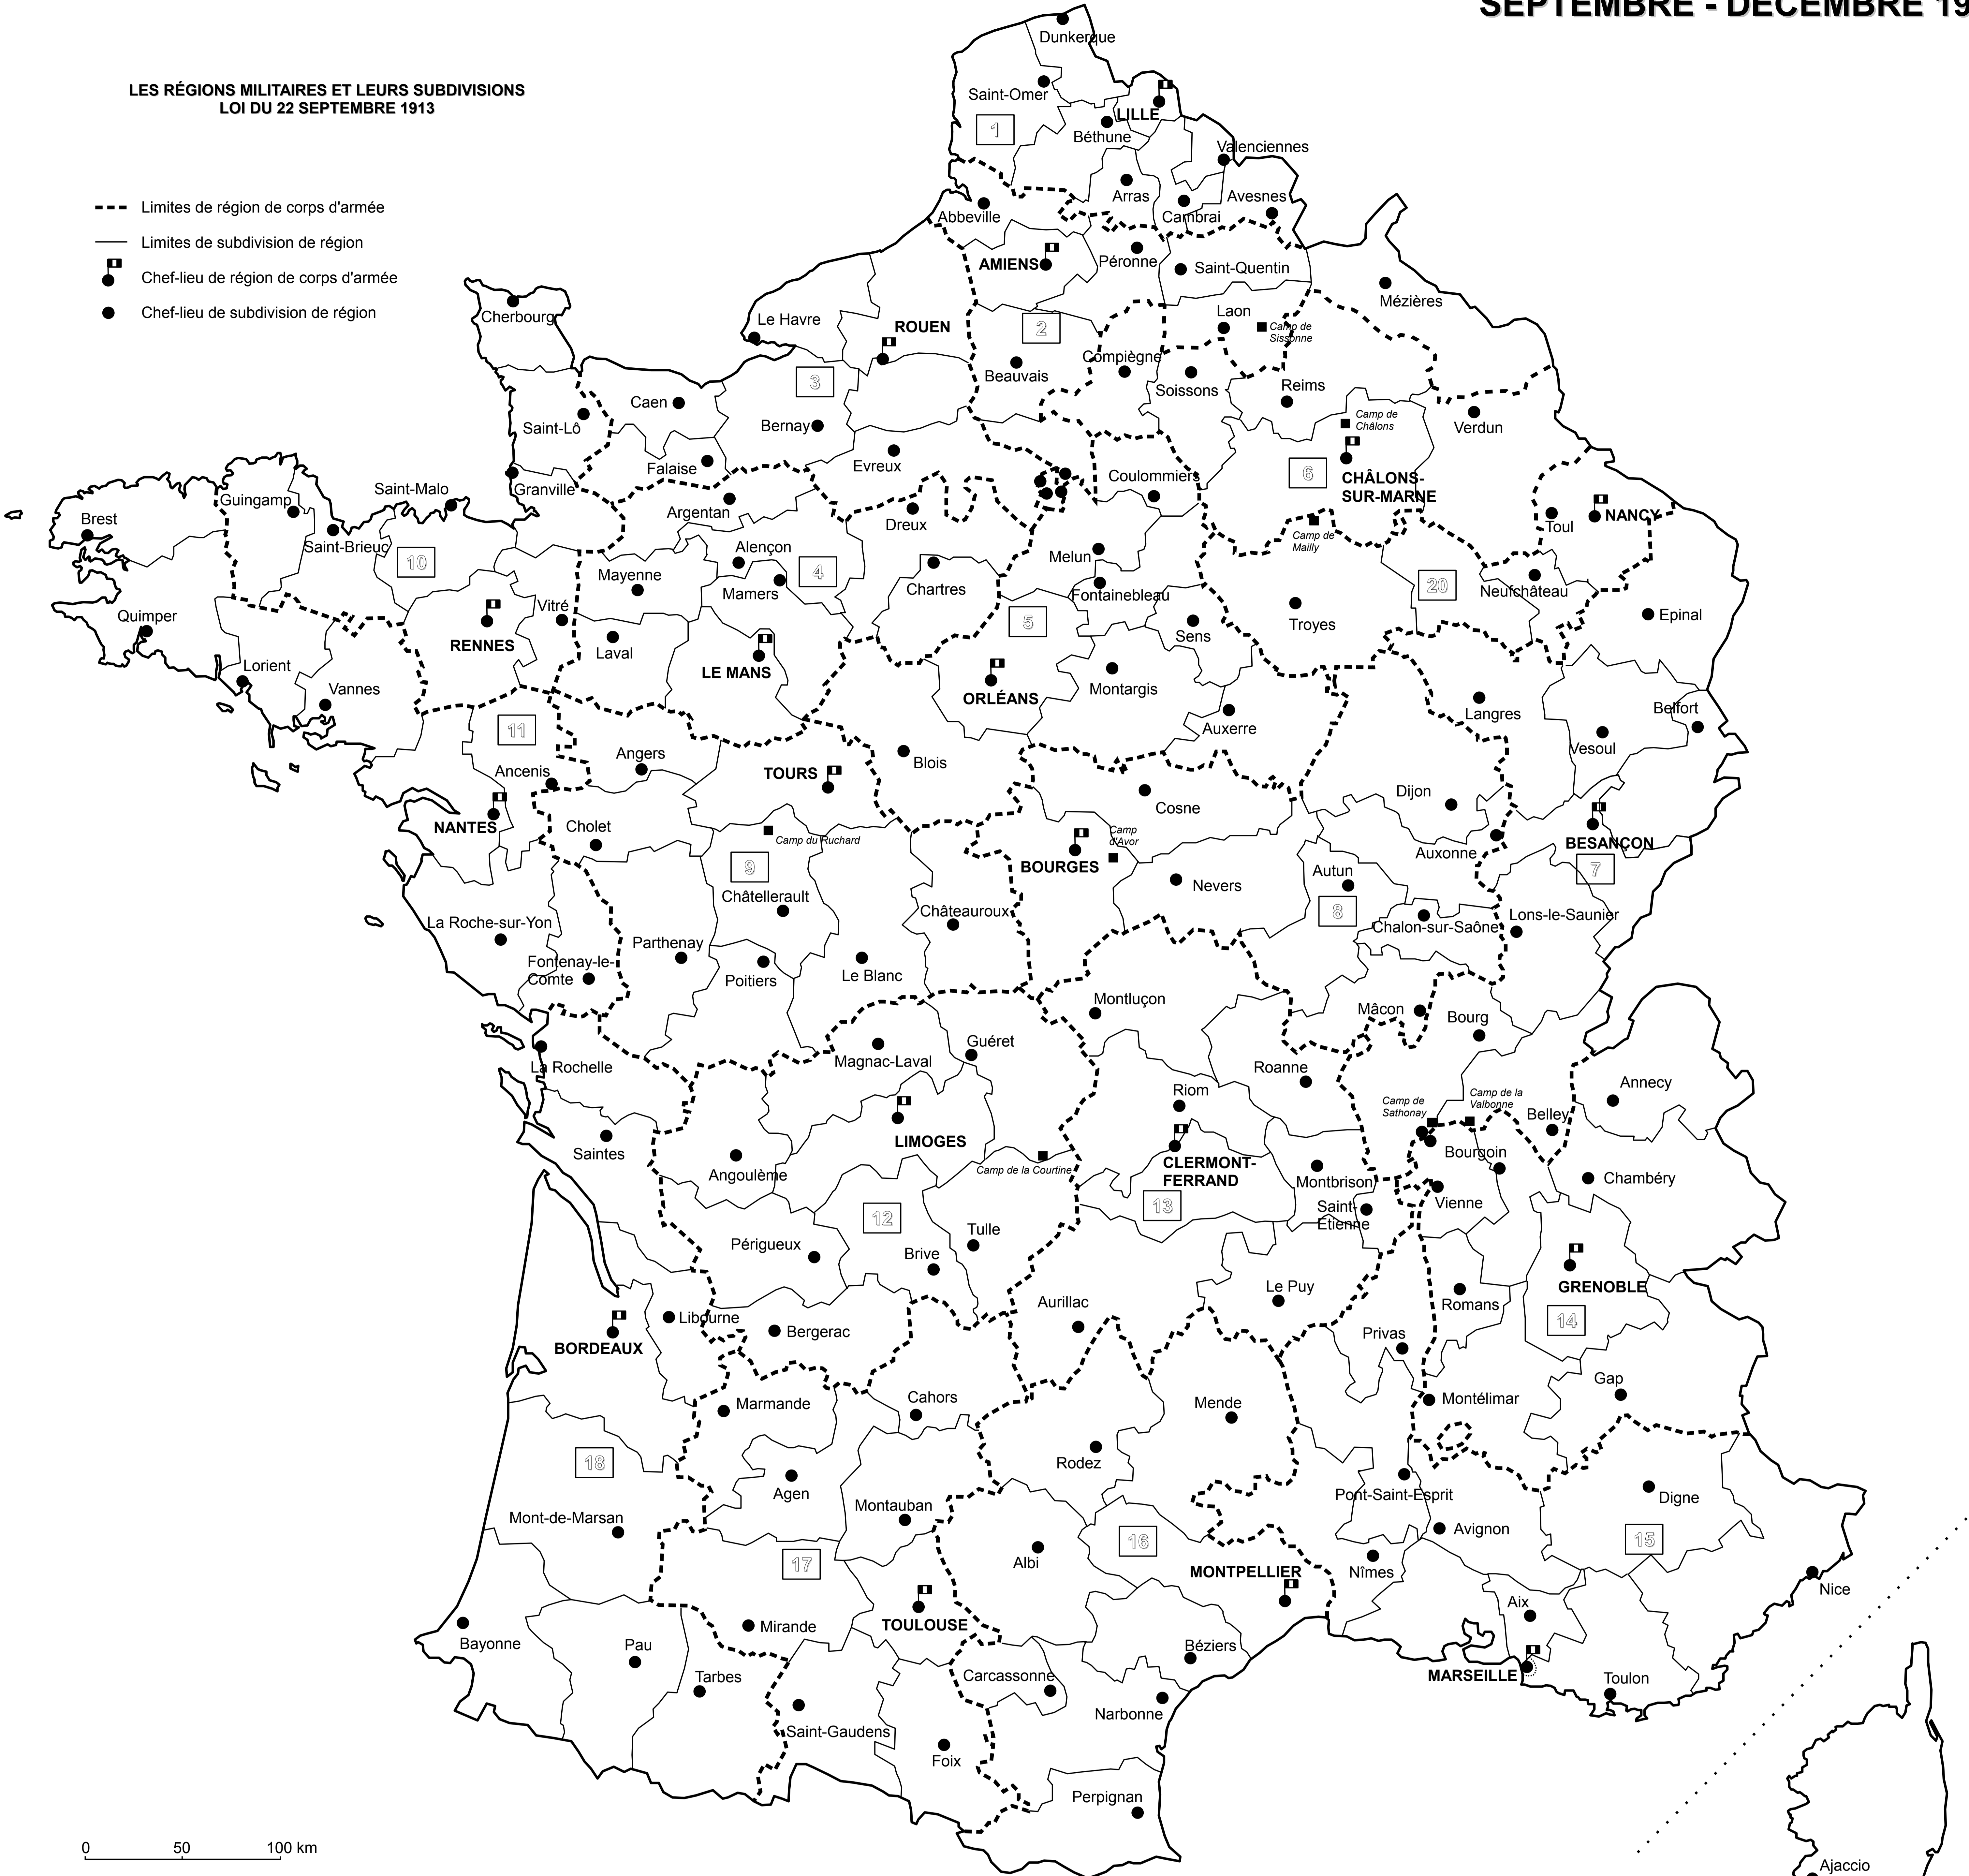 SEPTEMBRE - DÉCEMBRE 19
LES RÉGIONS MILITAIRES ET LEURS SUBDIVISIONS
LOI DU 22 SEPTEMBRE 1913
Limites de région de corps d'armée
Limites de subdivision de région
Chef-lieu de région de corps d'armée
Chef-lieu de subdivision de région
Dunkerque
Saint-Omer
LILLE
1
Béthune
Valenciennes
Arras
Avesnes
Abbeville
Cambrai
AMIENS
Péronne
Saint-Quentin
Mézières
Cherbourg
Le Havre
ROUEN
2
Laon
Camp de
Sissonne
Compiègne
Beauvais
Soissons
Reims
3
Caen
Saint-Lô
Bernay
Camp de
Châlons
Verdun
Falaise
Evreux
6
CHÂLONS-
SUR-MARNE
Coulommiers
Granville
Saint-Malo
Guingamp
Brest
Argentan
Dreux
Toul
NANCY
Camp de
Mailly
Saint-Brieuc
10
Alençon
4
Melun
Mayenne
Mamers
Chartres
Fontainebleau
20
Neufchâteau
Quimper
Vitré
RENNES
5
Sens
Troyes
Epinal
Laval
LE MANS
Lorient
Vannes
ORLÉANS
Montargis
Langres
Belfort
11
Auxerre
Vesoul
Angers
TOURS
Blois
Ancenis
Dijon
Cosne
NANTES
Cholet
Camp du Ruchard
Camp
d'Avor
BOURGES
Auxonne
BESANÇON
7
9
Autun
Nevers
Châtellerault
8
Châteauroux
Chalon-sur-Saône
Lons-le-Saunier
La Roche-sur-Yon
Parthenay
Fontenay-le-
Comte
Poitiers
Le Blanc
Montluçon
Mâcon
Bourg
Guéret
Magnac-Laval
La Rochelle
Roanne
Annecy
Riom
Camp de
Sathonay
Camp de la
Valbonne
Belley
LIMOGES
Saintes
Angoulème
Camp de la Courtine
CLERMONT-
FERRAND
Bourgoin
Montbrison
Chambéry
13
Vienne
Saint-
Étienne
12
Tulle
Périgueux
Brive
Le Puy
GRENOBLE
Aurillac
Romans
Libourne
Bergerac
14
BORDEAUX
Privas
Gap
Cahors
Marmande
Mende
Montélimar
18
Rodez
Agen
Pont-Saint-Esprit
Digne
Montauban
Mont-de-Marsan
Avignon
16
15
Albi
17
MONTPELLIER
Nîmes
Nice
Aix
Mirande
TOULOUSE
Bayonne
Pau
Béziers
Tarbes
Carcassonne
MARSEILLE
Toulon
Narbonne
Saint-Gaudens
Foix
Perpignan
0 50 100 km
Ajaccio